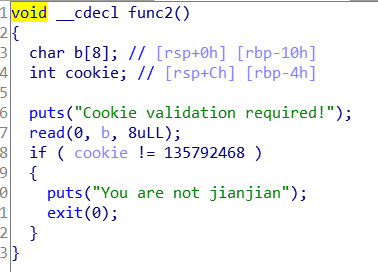 1 void __cdecl func2()
2 {
3 char b[8]; // [rsp+0h] [rbp-10h]
4 int cookie; // [rsp+Ch] [rbp-4h]
5
6 puts("Cookie validation required!");
7 read(0, b, 8uLL);
8 if ( cookie != 135792468 )
9 {
0 puts("You are not jianjian");
1 exit(0);
2 }
3 }